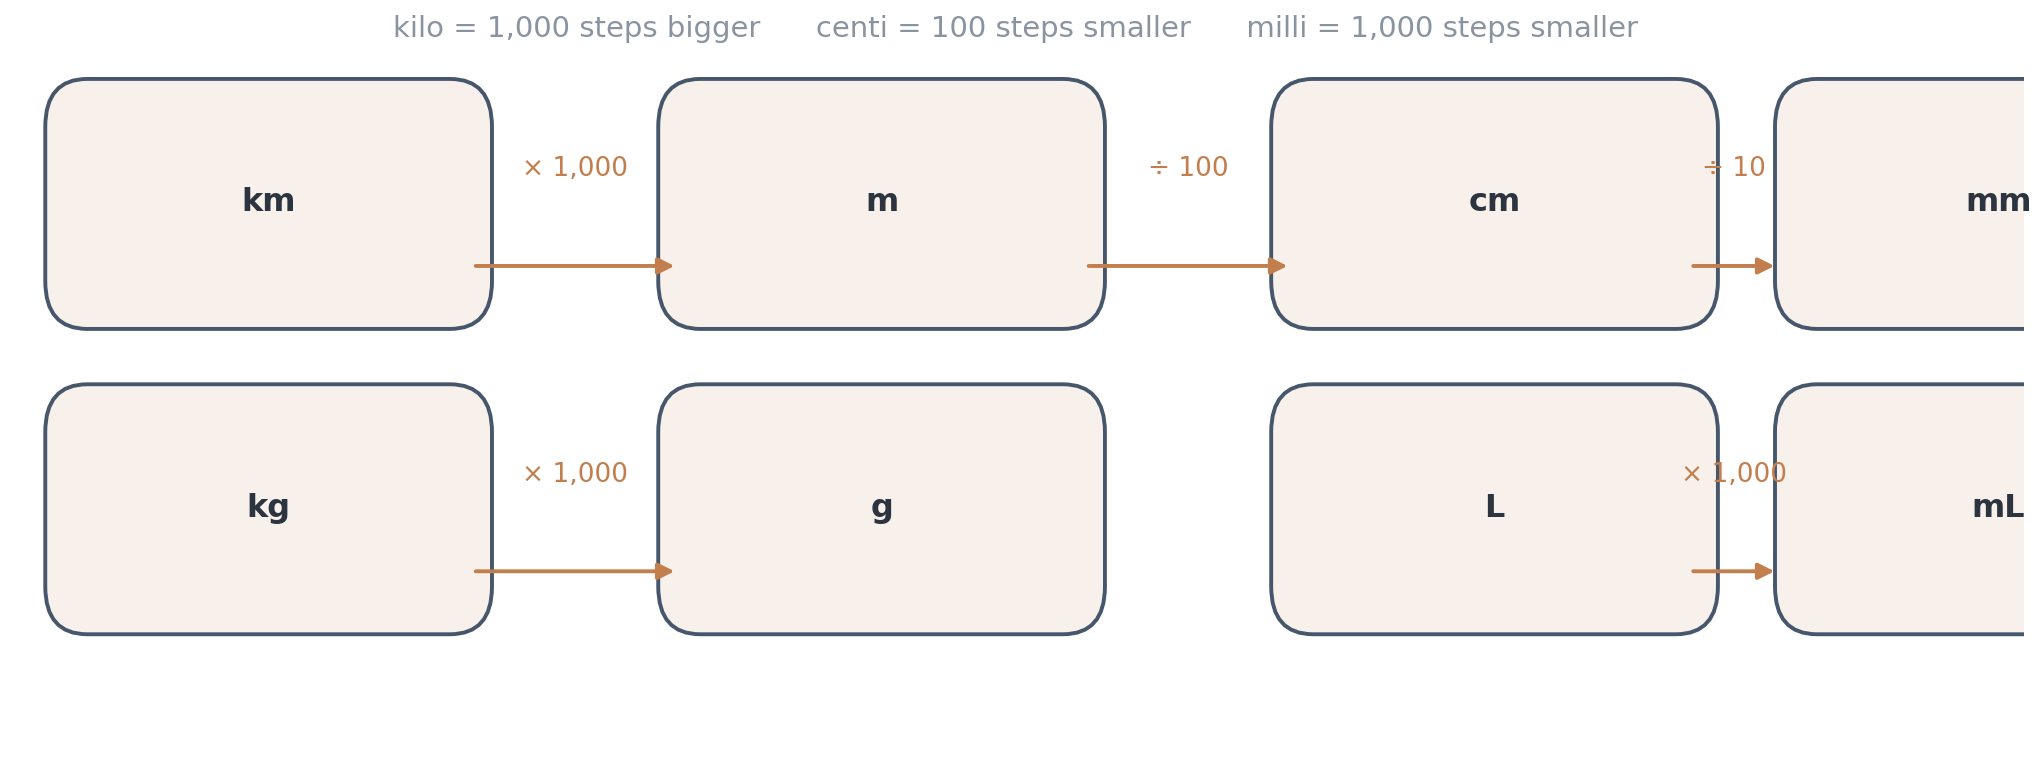 kilo = 1,000 steps bigger centi = 100 steps smaller milli = 1,000 steps smaller
× 1,000 ÷ 100 ÷ 10
km m cm mm
× 1,000 × 1,000
kg g L mL